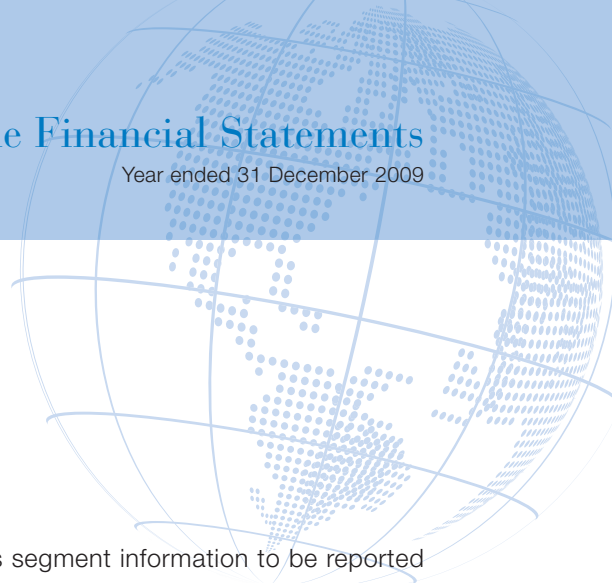 e Financial Statements
Year ended 31 December 2009
s segment information to be reported